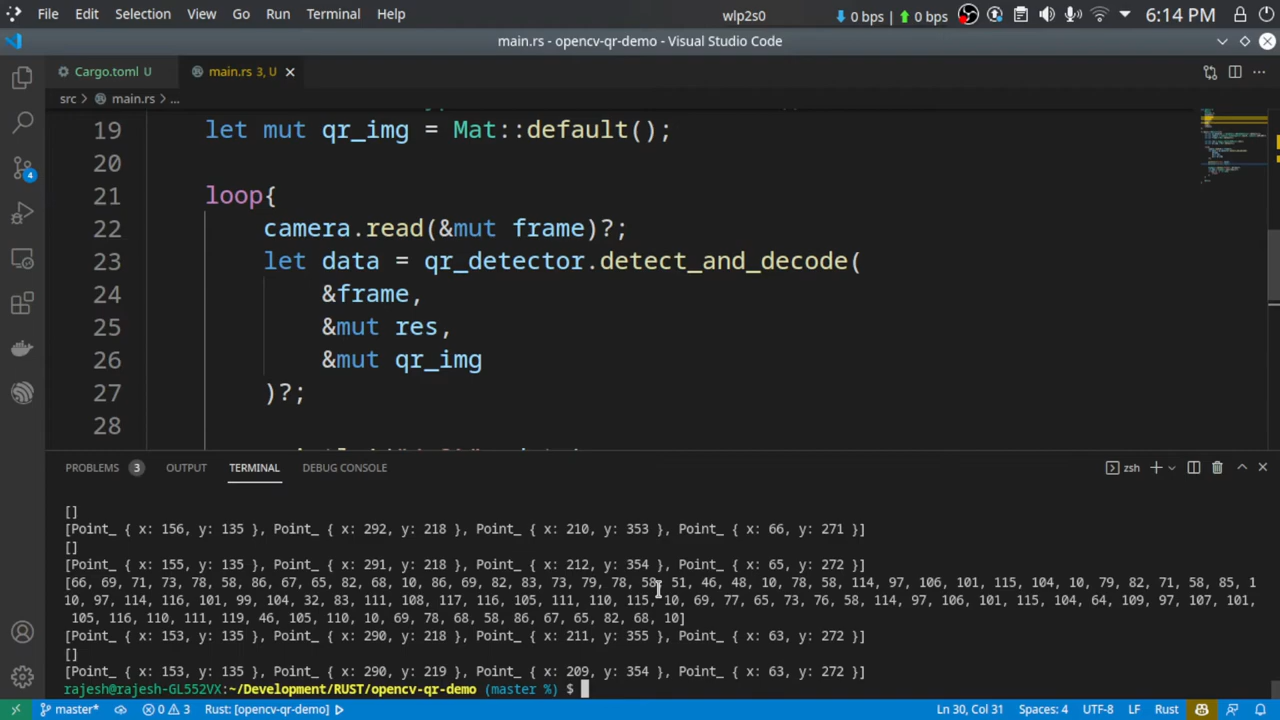 File Edit Selection View Go Run Terminal Help wlp2s0 0 bps | 0 bps 6:14 PM
main.rs - opencv-qr-demo - Visual Studio Code
Cargo.toml U main.rs 3, U
src > main.rs > ...
19 let mut qr_img = Mat::default();
20
21 loop{
22 camera.read(&mut frame)?;
23 let data = qr_detector.detect_and_decode(
24 &frame,
25 &mut res,
26 &mut qr_img
27 )?;
28
PROBLEMS 3 OUTPUT TERMINAL DEBUG CONSOLE zsh
[]
[Point_ { x: 156, y: 135 }, Point_ { x: 292, y: 218 }, Point_ { x: 210, y: 353 }, Point_ { x: 66, y: 271 }]
[]
[Point_ { x: 155, y: 135 }, Point_ { x: 291, y: 218 }, Point_ { x: 212, y: 354 }, Point_ { x: 65, y: 272 }]
[66, 69, 71, 73, 78, 58, 86, 67, 65, 82, 68, 10, 86, 69, 82, 83, 73, 79, 78, 58, 51, 46, 48, 10, 78, 58, 114, 97, 106, 101, 115, 104, 10, 79, 82, 71, 58, 85, 1
10, 97, 114, 116, 101, 99, 104, 32, 83, 111, 108, 117, 116, 105, 111, 110, 115, 10, 69, 77, 65, 73, 76, 58, 114, 97, 106, 101, 115, 104, 64, 109, 97, 107, 101,
105, 116, 110, 111, 119, 46, 105, 110, 10, 69, 78, 68, 58, 86, 67, 65, 82, 68, 10]
[Point_ { x: 153, y: 135 }, Point_ { x: 290, y: 218 }, Point_ { x: 211, y: 355 }, Point_ { x: 63, y: 272 }]
[]
[Point_ { x: 153, y: 135 }, Point_ { x: 290, y: 219 }, Point_ { x: 209, y: 354 }, Point_ { x: 63, y: 272 }]
rajesh@rajesh-GL552VX:~/Development/RUST/opencv-qr-demo (master %) $
master* 0 3 Rust: [opencv-qr-demo] Ln 30, Col 31 Spaces: 4 UTF-8 LF Rust
4